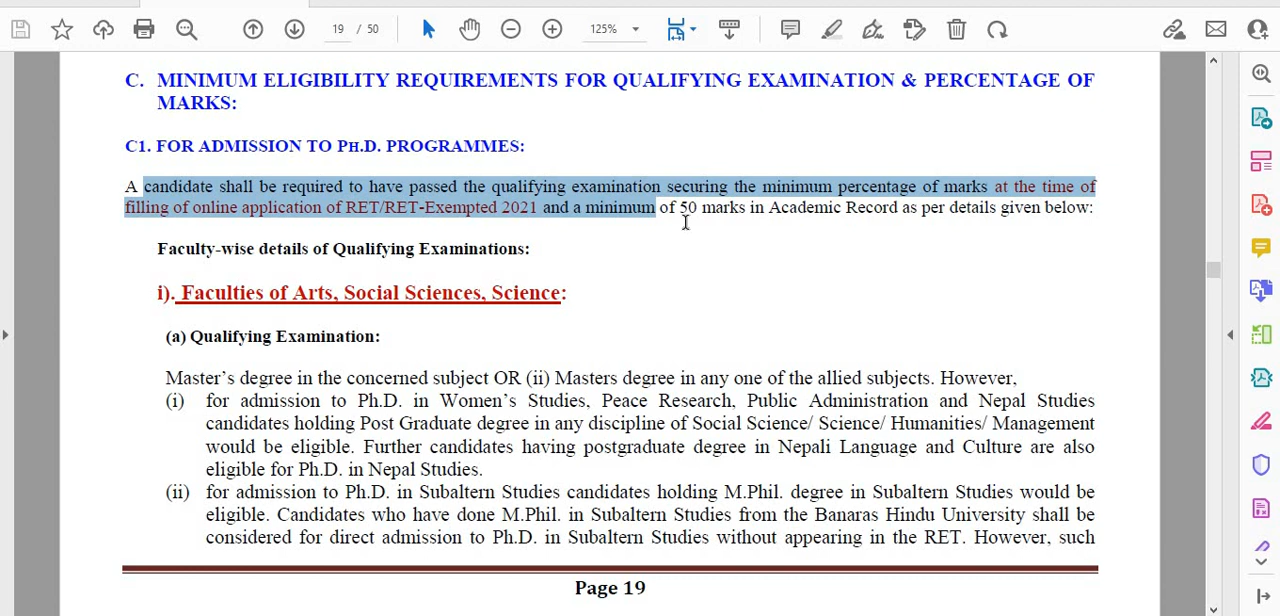 19 / 50
125%
C. MINIMUM ELIGIBILITY REQUIREMENTS FOR QUALIFYING EXAMINATION & PERCENTAGE OF
MARKS:
C1. FOR ADMISSION TO PH.D. PROGRAMMES:
A candidate shall be required to have passed the qualifying examination securing the minimum percentage of marks at the time of
filling of online application of RET/RET-Exempted 2021 and a minimum of 50 marks in Academic Record as per details given below:
Faculty-wise details of Qualifying Examinations:
i). Faculties of Arts, Social Sciences, Science:
(a) Qualifying Examination:
Master's degree in the concerned subject OR (ii) Masters degree in any one of the allied subjects. However,
(i) for admission to Ph.D. in Women's Studies, Peace Research, Public Administration and Nepal Studies
candidates holding Post Graduate degree in any discipline of Social Science/ Science/ Humanities/ Management
would be eligible. Further candidates having postgraduate degree in Nepali Language and Culture are also
eligible for Ph.D. in Nepal Studies.
(ii) for admission to Ph.D. in Subaltern Studies candidates holding M.Phil. degree in Subaltern Studies would be
eligible. Candidates who have done M.Phil. in Subaltern Studies from the Banaras Hindu University shall be
considered for direct admission to Ph.D. in Subaltern Studies without appearing in the RET. However, such
Page 19